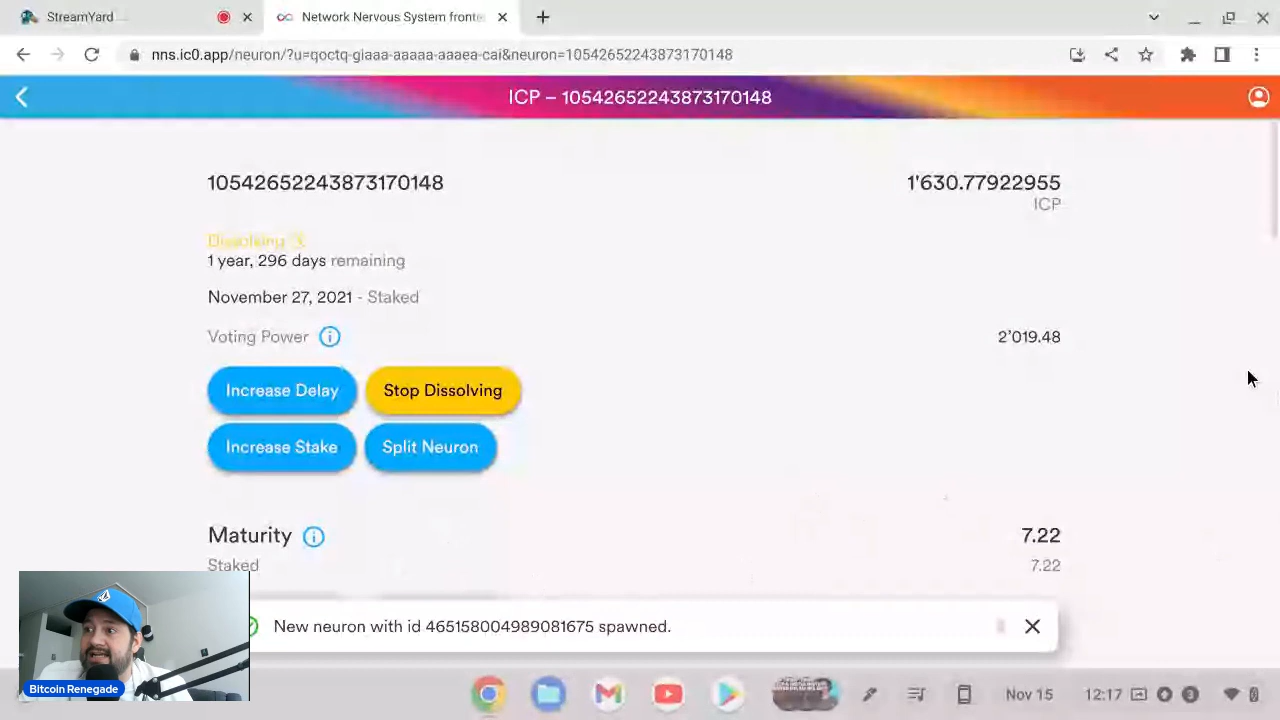 StreamYard
Network Nervous System fronte
nns.ic0.app/neuron/?u=qoctq-giaaa-aaaaa-aaaea-cai&neuron=10542652243873170148
ICP – 10542652243873170148
10542652243873170148
1'630.77922955
ICP
Dissolving
1 year, 296 days remaining
November 27, 2021 - Staked
Voting Power
2'019.48
Increase Delay
Stop Dissolving
Increase Stake
Split Neuron
Maturity
7.22
Staked
7.22
New neuron with id 465158004989081675 spawned.
Bitcoin Renegade
Nov 15
12:17
3